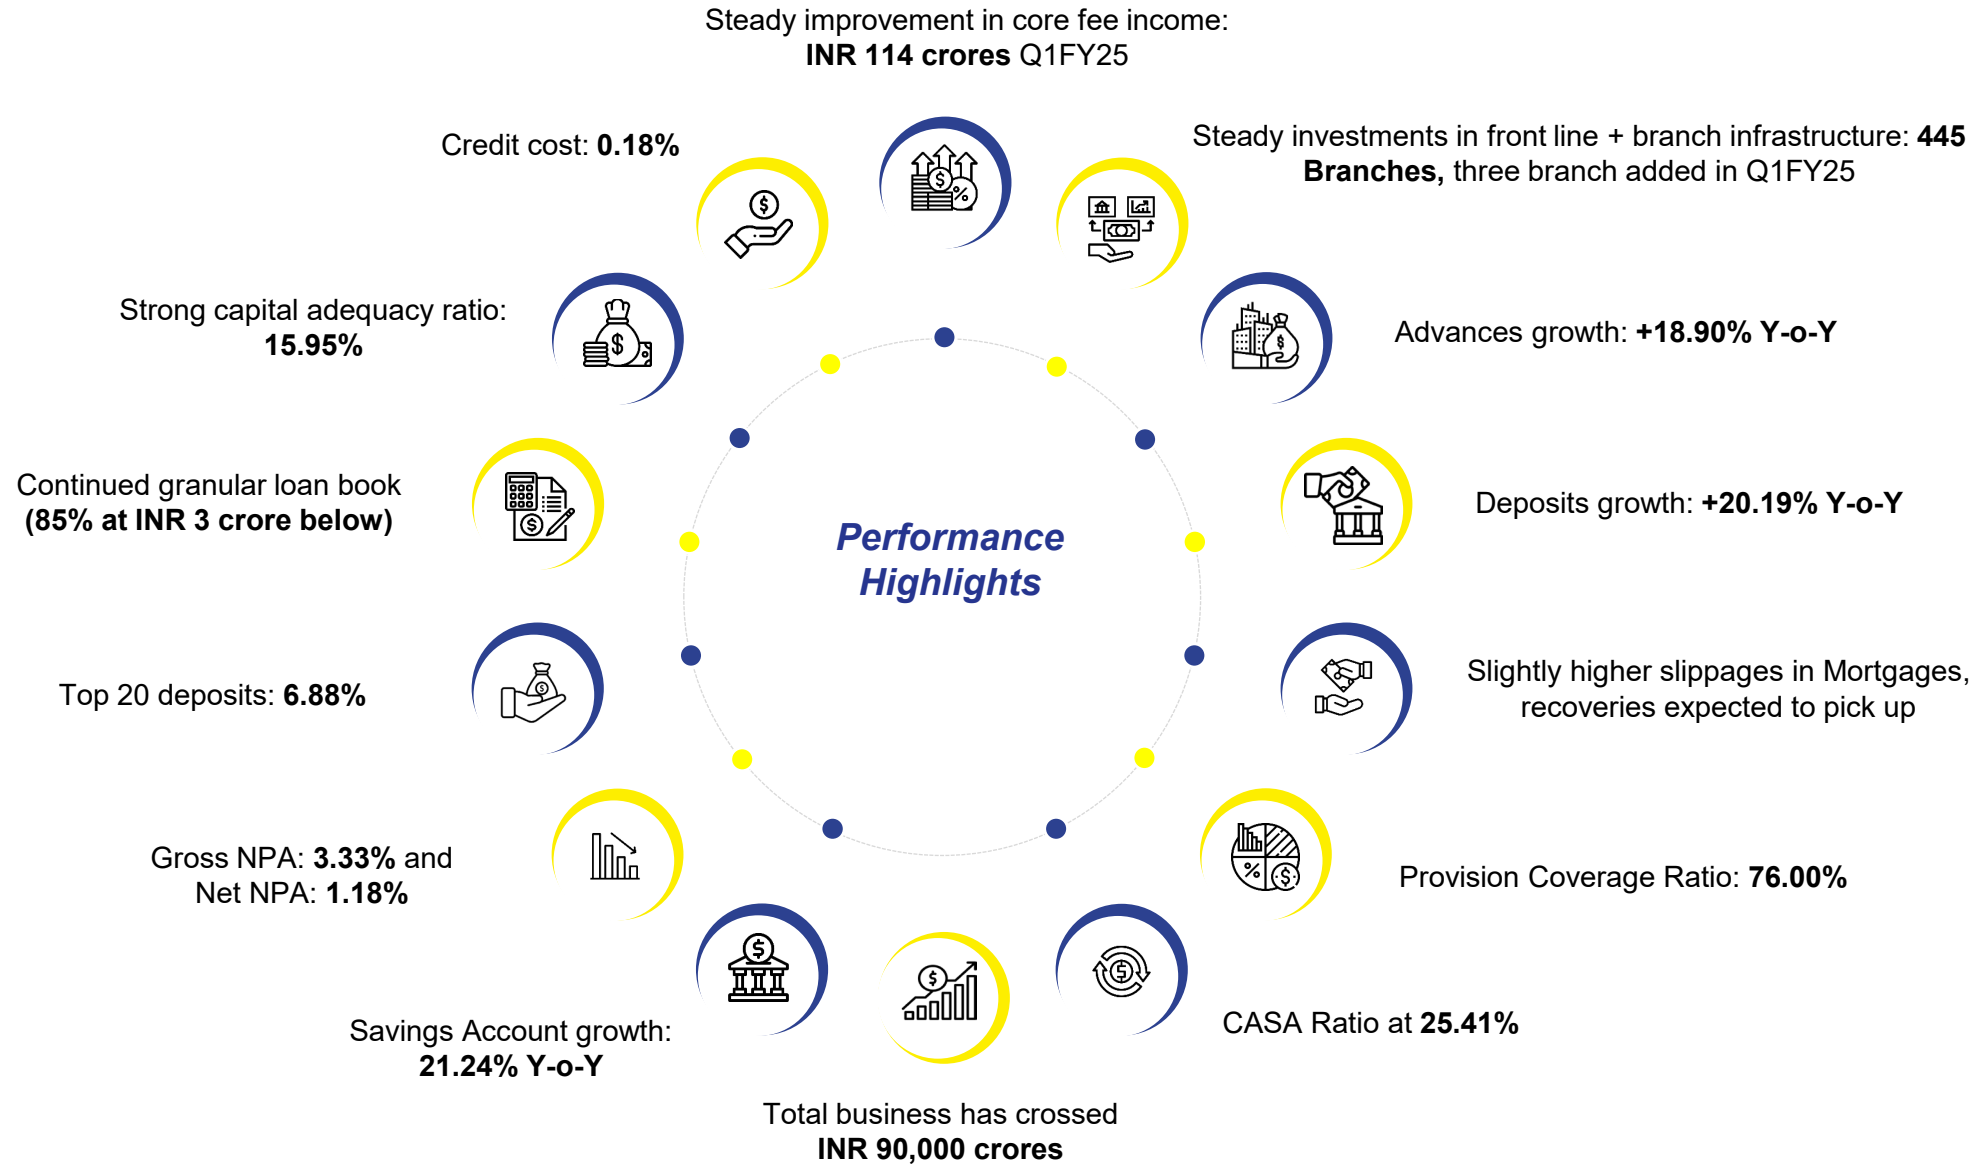 Steady improvement in core fee income:
INR 114 crores Q1FY25
Credit cost: 0.18%
Steady investments in front line + branch infrastructure: 445
Branches, three branch added in Q1FY25
Strong capital adequacy ratio:
15.95%
Advances growth: +18.90% Y-o-Y
Continued granular loan book
(85% at INR 3 crore below)
Deposits growth: +20.19% Y-o-Y
Performance
Highlights
Top 20 deposits: 6.88%
Slightly higher slippages in Mortgages,
recoveries expected to pick up
Gross NPA: 3.33% and
Net NPA: 1.18%
Provision Coverage Ratio: 76.00%
Savings Account growth:
21.24% Y-o-Y
CASA Ratio at 25.41%
Total business has crossed
INR 90,000 crores